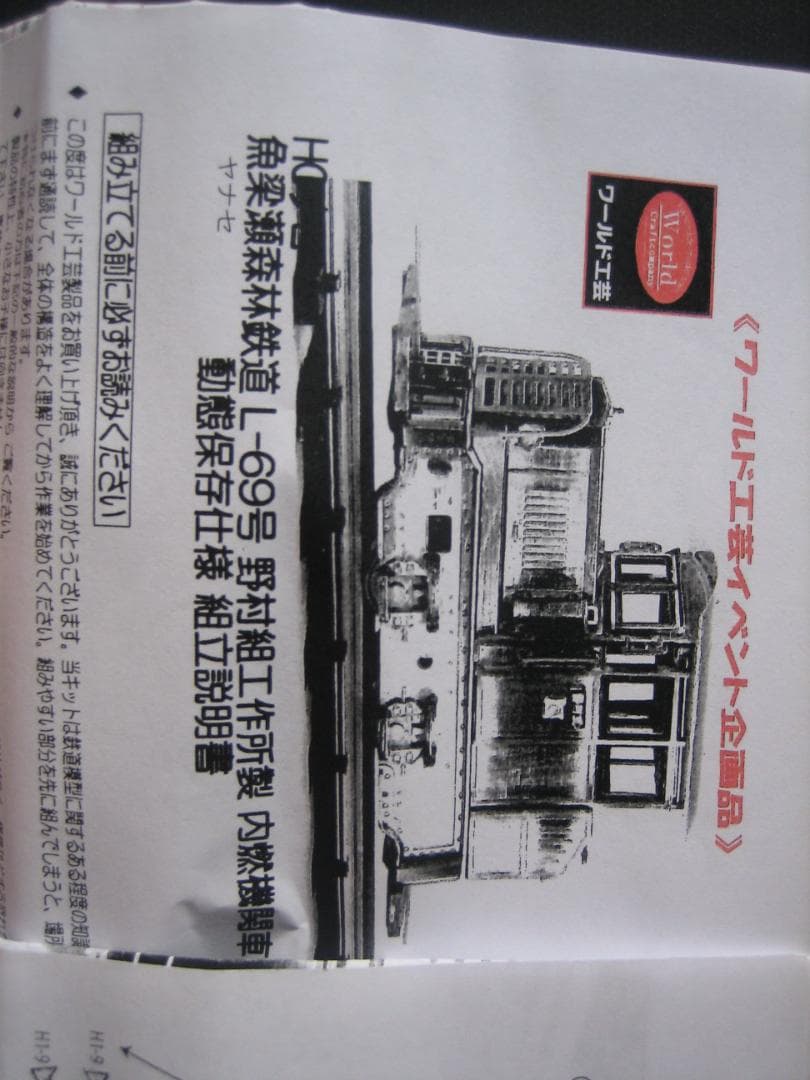 《ワールド工芸イベント企画品》
World
Craftcompany
ワールド工芸
魚梁瀬森林鉄道 L-69号 野村組工作所製 内燃機関車
ヤナセ
動態保存仕様 組立説明書
組み立てる前に必ずお読みください
◆ この度はワールド工芸製品をお買い上げ頂き、誠にありがとうございます。当キットは鉄道模型に関するある程度の知識
前にまず通読して、全体の構造をよく理解してから作業を始めてください。組みやすい部分を先に組んでしまうと、場所
H1-9
H1-9